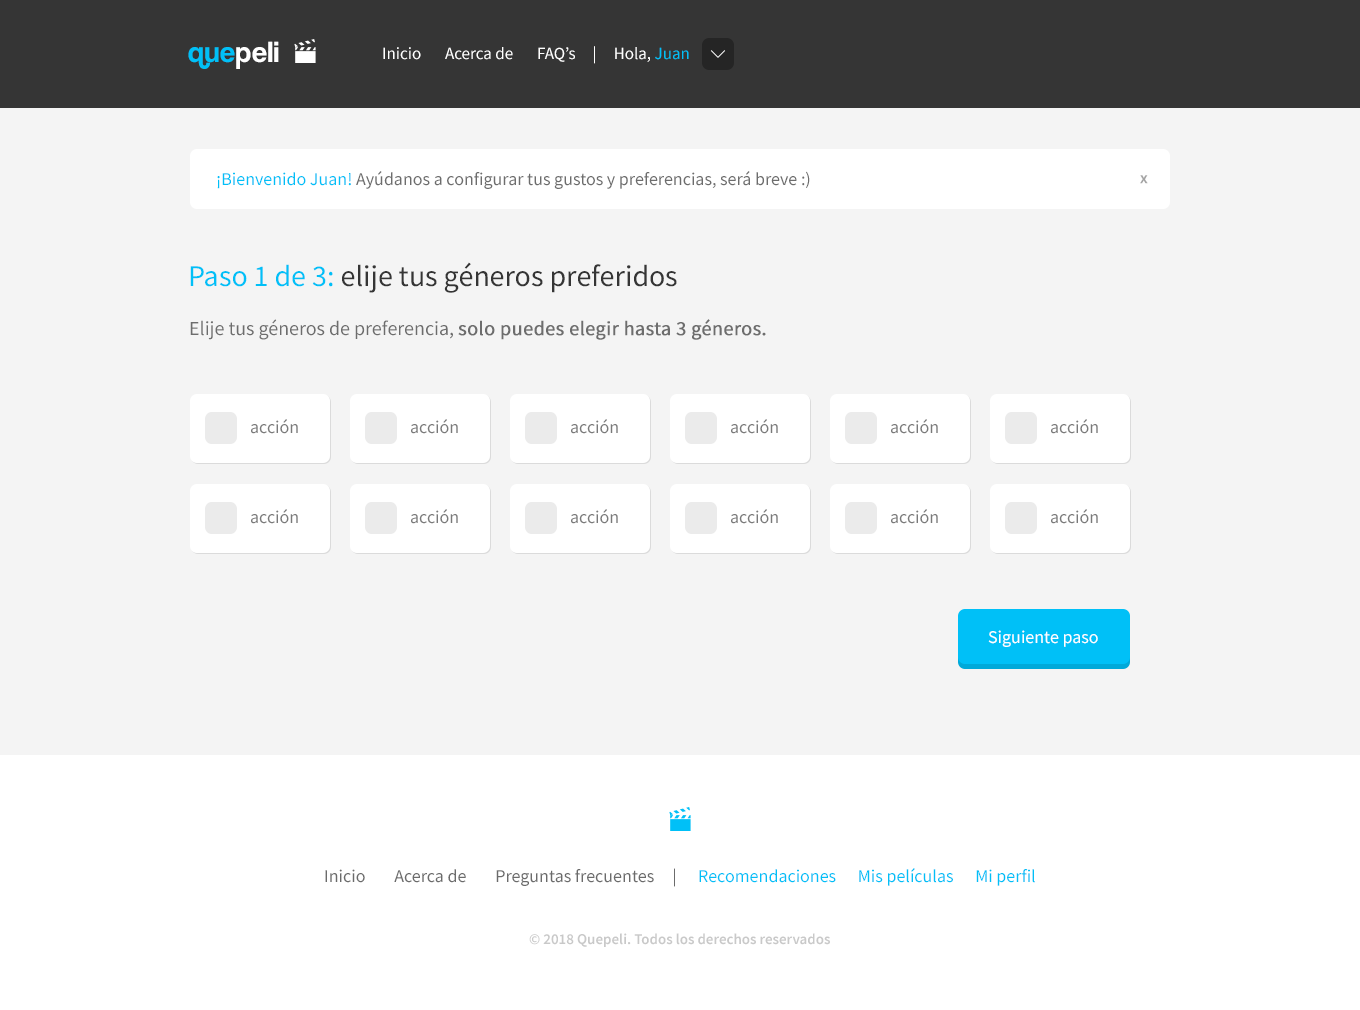 quepeli
Inicio Acerca de FAQ's | Hola, Juan
¡Bienvenido Juan! Ayúdanos a configurar tus gustos y preferencias, será breve :) x
Paso 1 de 3: elije tus géneros preferidos
Elije tus géneros de preferencia, solo puedes elegir hasta 3 géneros.
acción acción acción acción acción acción
acción acción acción acción acción acción
Siguiente paso
Inicio Acerca de Preguntas frecuentes | Recomendaciones Mis películas Mi perfil
© 2018 Quepeli. Todos los derechos reservados